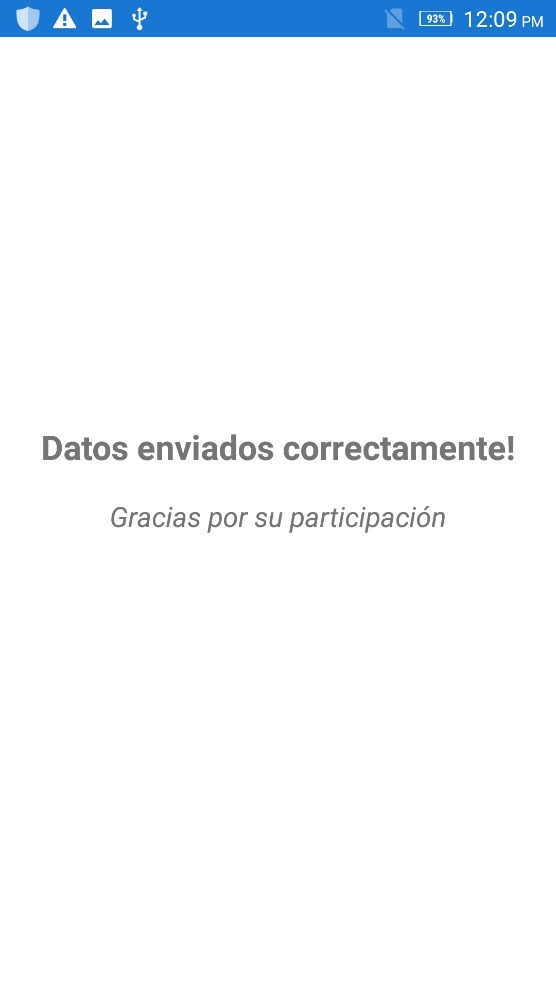 93% 12:09 PM
Datos enviados correctamente!
Gracias por su participación